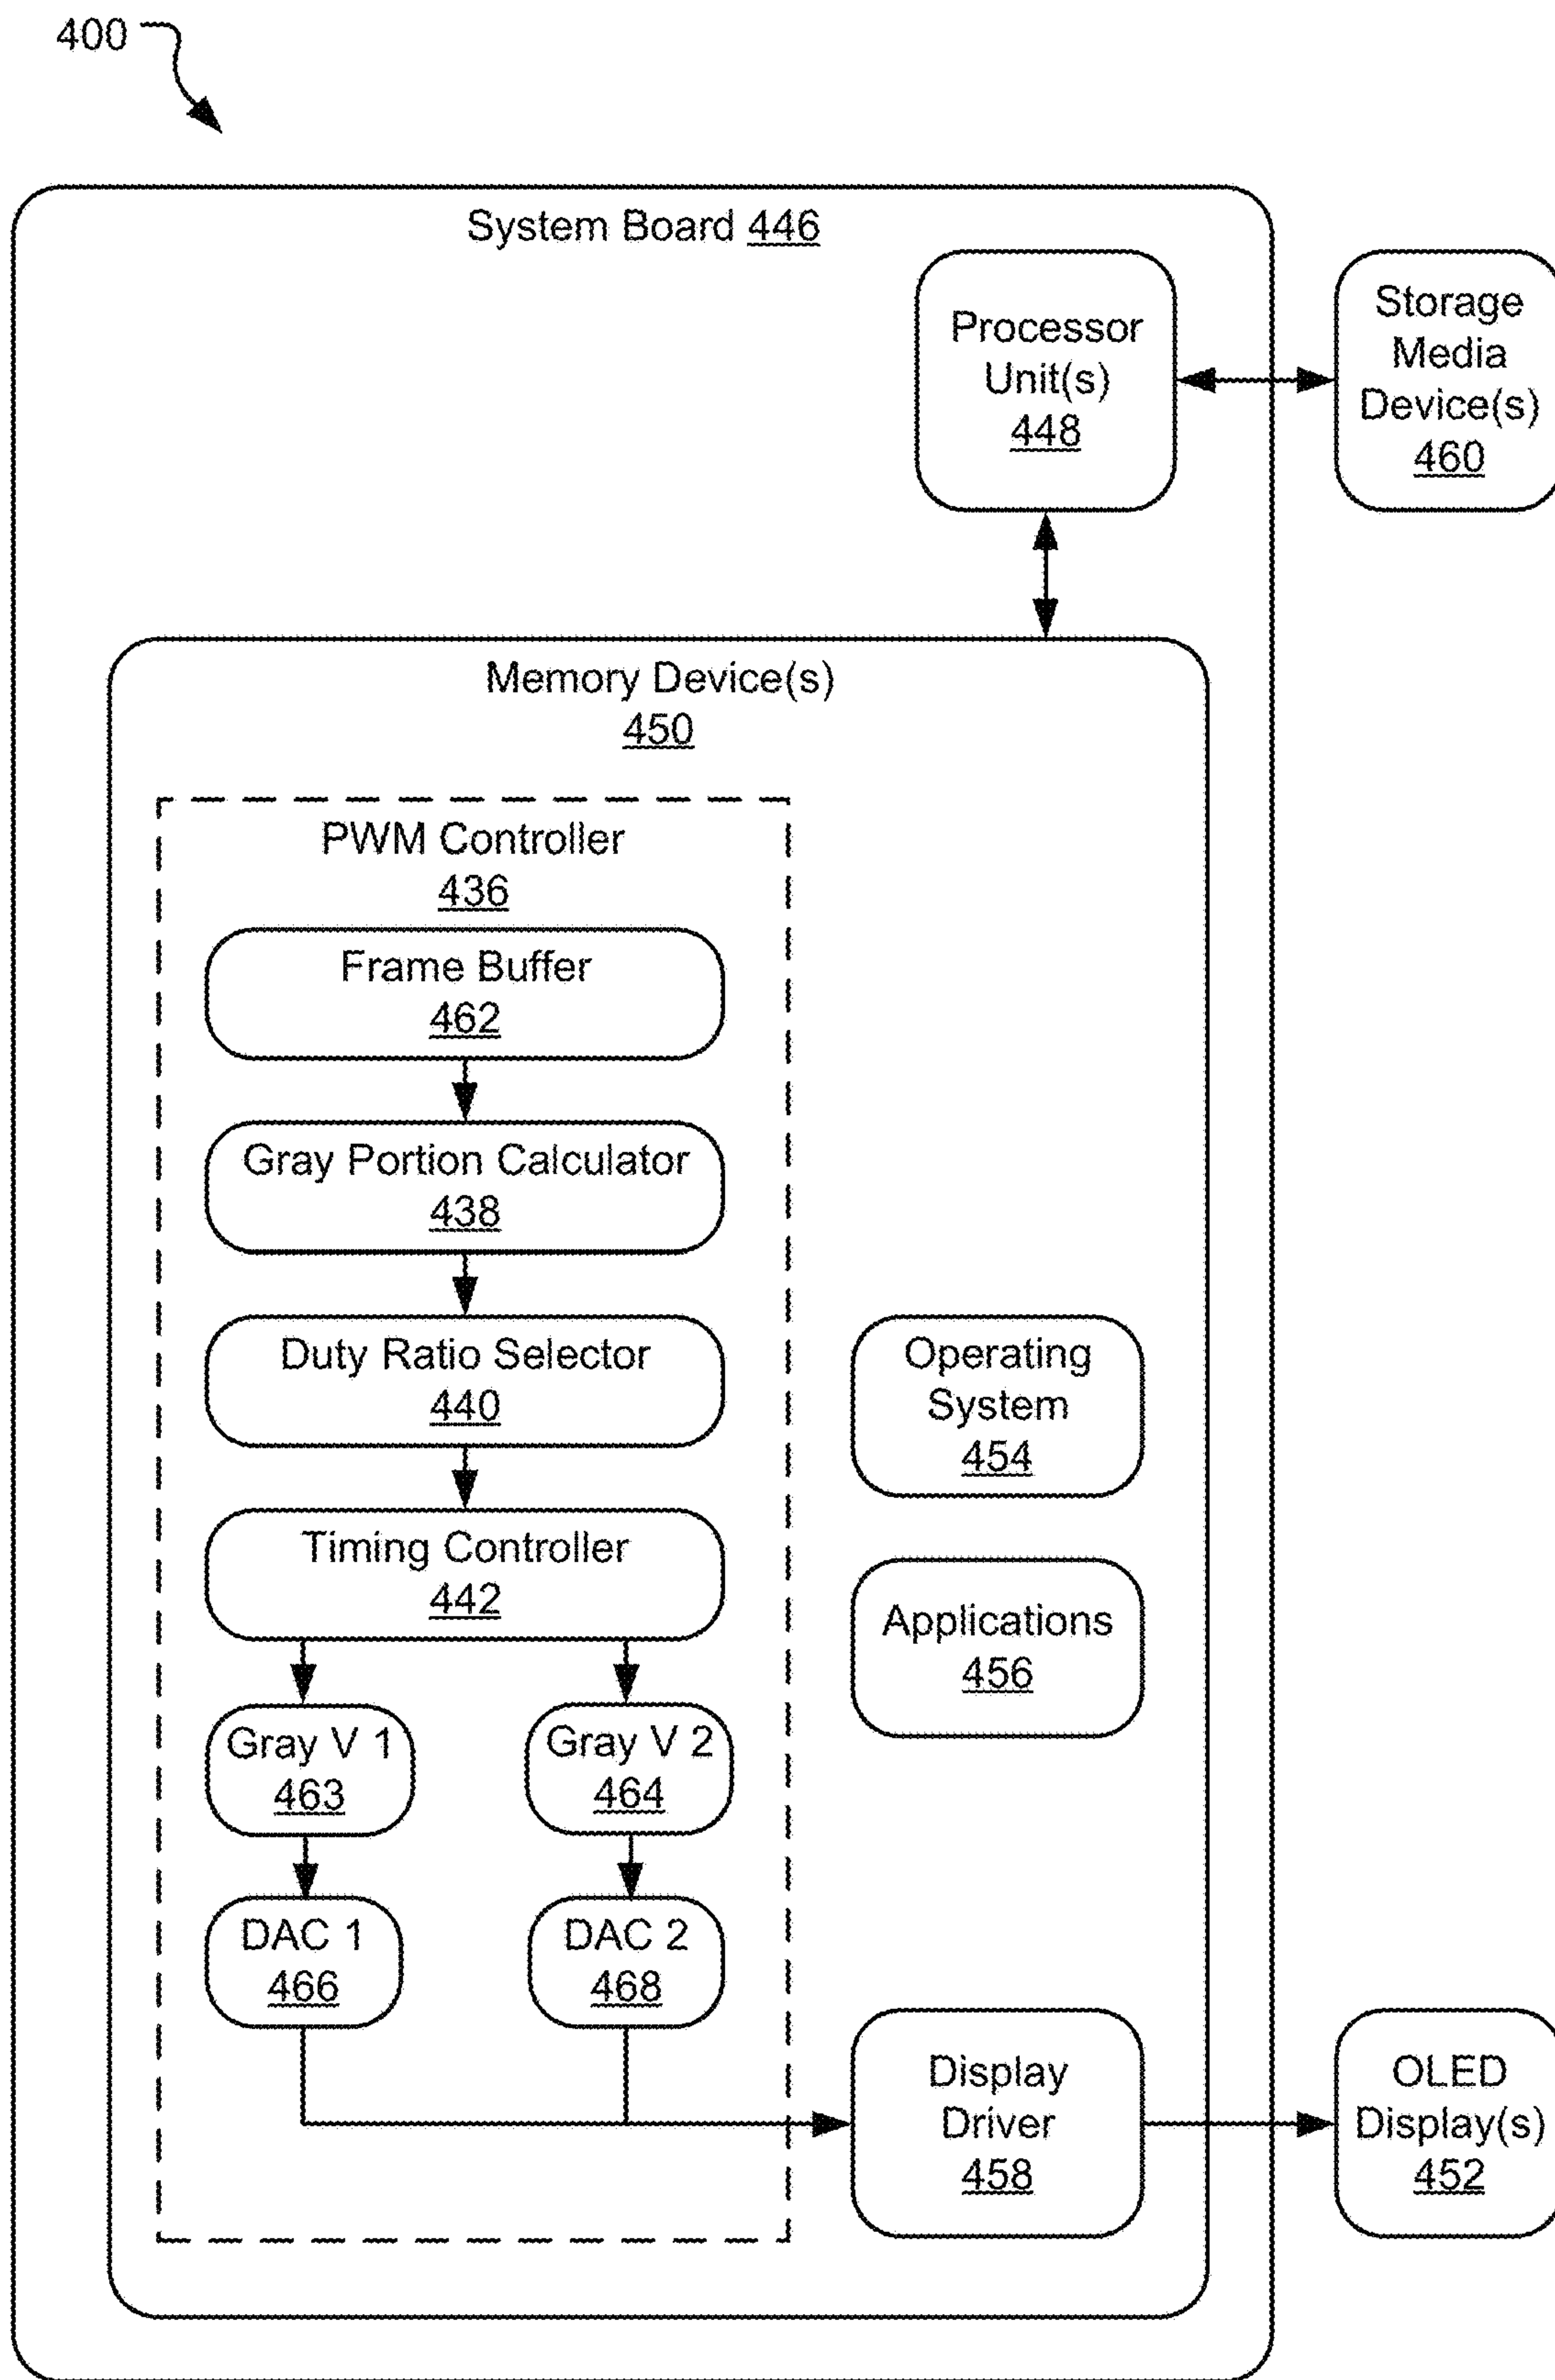 400
System Board 446
Processor
Unit(s)
448
Storage
Media
Device(s)
460
Memory Device(s)
450
PWM Controller
436
Frame Buffer
462
Gray Portion Calculator
438
Duty Ratio Selector
440
Timing Controller
442
Gray V 1
463
Gray V 2
464
DAC 1
466
DAC 2
468
Operating
System
454
Applications
456
Display
Driver
458
OLED
Display(s)
452